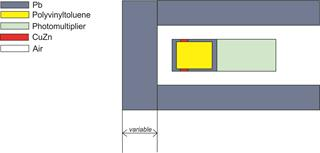 Pb
Polyvinyltoluene
Photomultiplier
CuZn
Air
variable